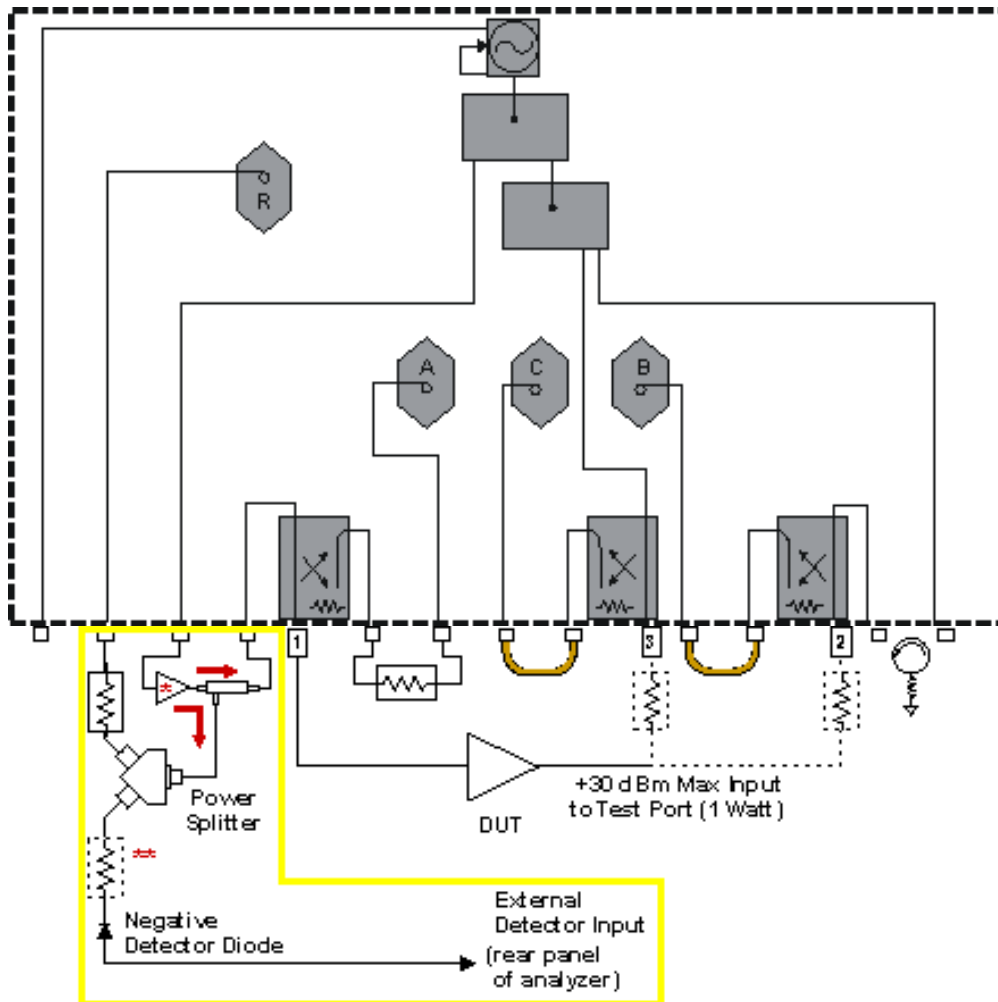 R
A
C
B
1
3
2
*
Power
Splitter
**
DUT
+30 dBm Max Input
to Test Port (1 Watt)
Negative
Detector Diode
External
Detector Input
(rear panel
of analyzer)